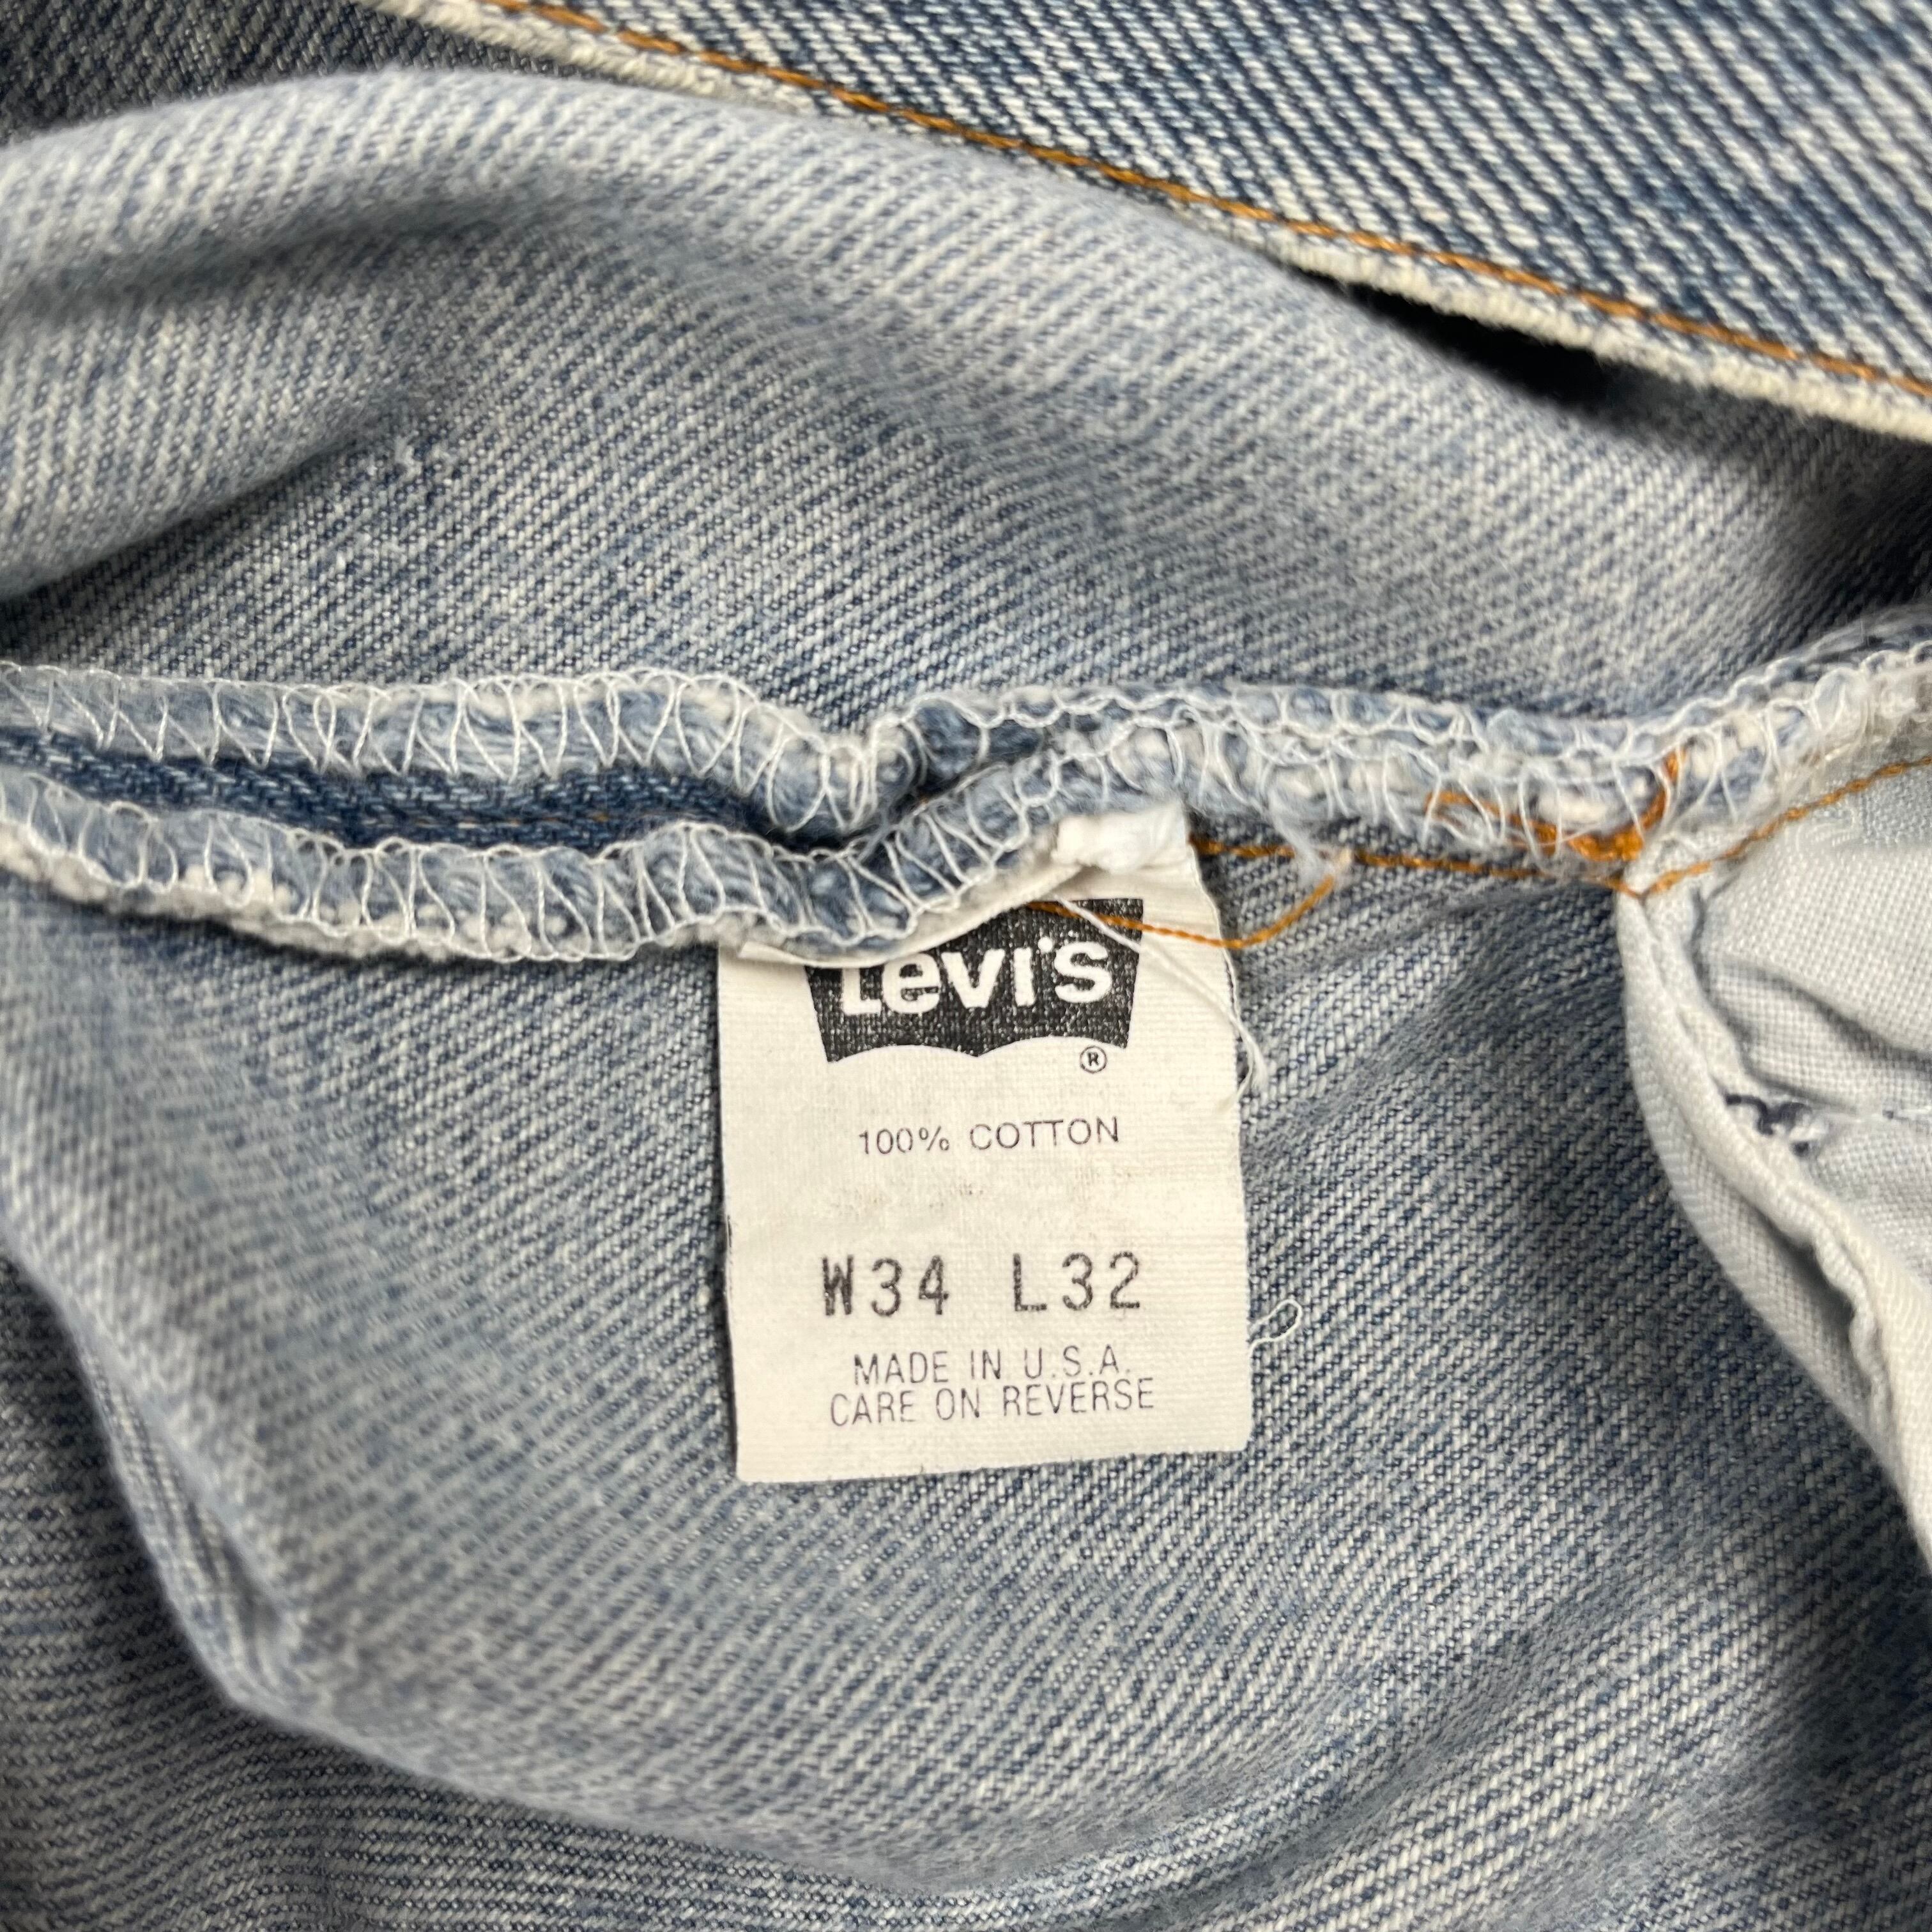 Levi's
®
100% COTTON
W34 L32
MADE IN U.S.A.
CARE ON REVERSE